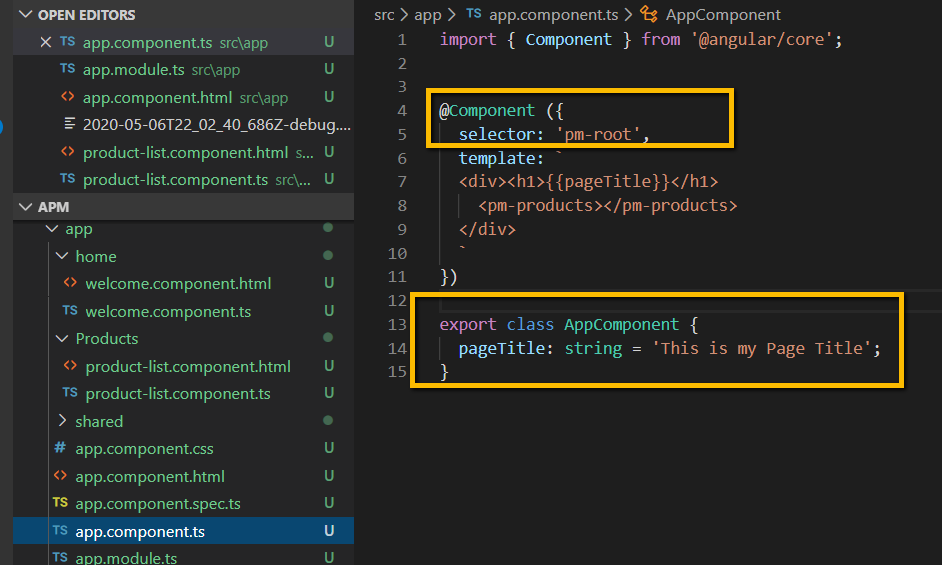 OPEN EDITORS
TS app.component.ts src\app U
TS app.module.ts src\app U
<> app.component.html src\app U
2020-05-06T22_02_40_686Z-debug....
<> product-list.component.html s... U
TS product-list.component.ts src\... U
APM
app
home
<> welcome.component.html U
TS welcome.component.ts U
Products
<> product-list.component.html U
TS product-list.component.ts U
shared
# app.component.css U
<> app.component.html U
TS app.component.spec.ts U
TS app.component.ts U
TS app.module.ts U
src > app > TS app.component.ts > AppComponent
1 import { Component } from '@angular/core';
2
3
4 @Component ({
5 selector: 'pm-root',
6 template: `
7 <div><h1>{{pageTitle}}</h1>
8 <pm-products></pm-products>
9 </div>
10 `
11 })
12
13 export class AppComponent {
14 pageTitle: string = 'This is my Page Title';
15 }